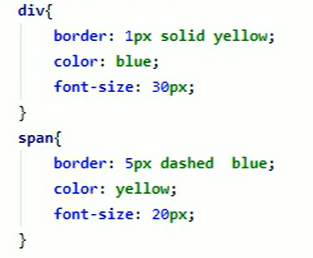 div{
border: 1px solid yellow;
color: blue;
font-size: 30px;
}
span{
border: 5px dashed  blue;
color: yellow;
font-size: 20px;
}